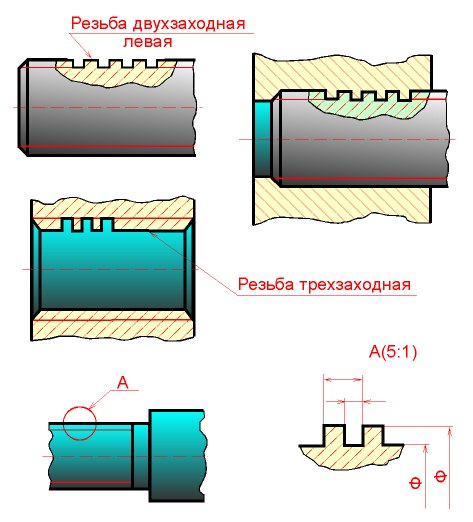 Резьба двухзаходная
левая
Резьба трехзаходная
А
А(5:1)
Ф
Ф